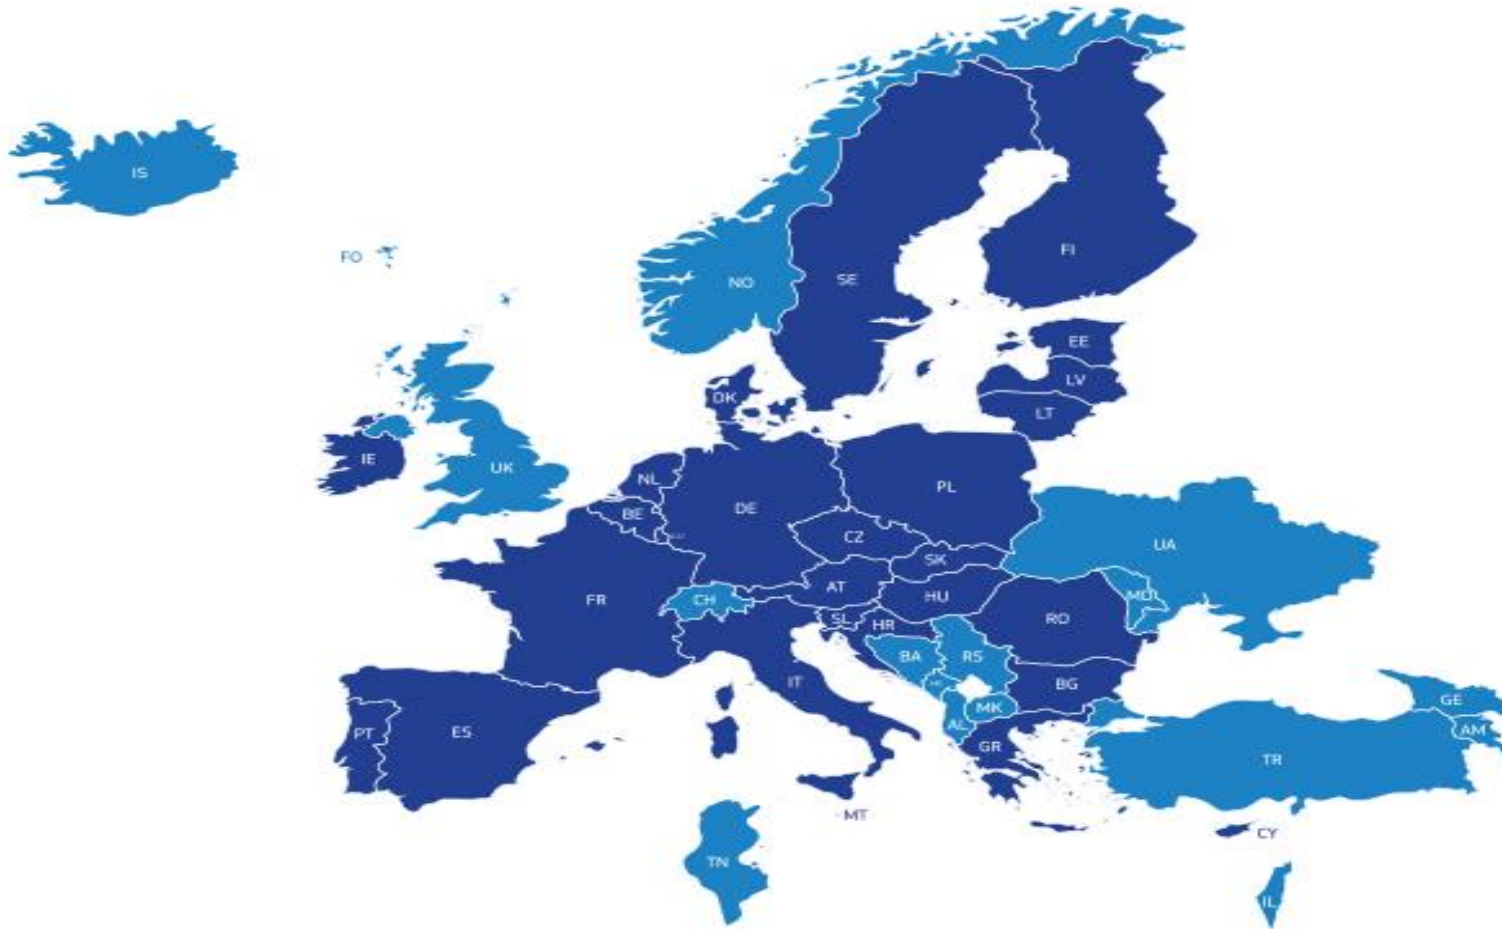 IS
FO
NO
SE
FI
EE
LV
LT
DK
IE
UK
NL
BE
DE
PL
CZ
SK
UA
AT
HU
FR
CH
MD
SL
HR
RO
BA
RS
IT
BG
MK
AL
GR
PT
ES
GE
AM
TR
MT
CY
TN
IL